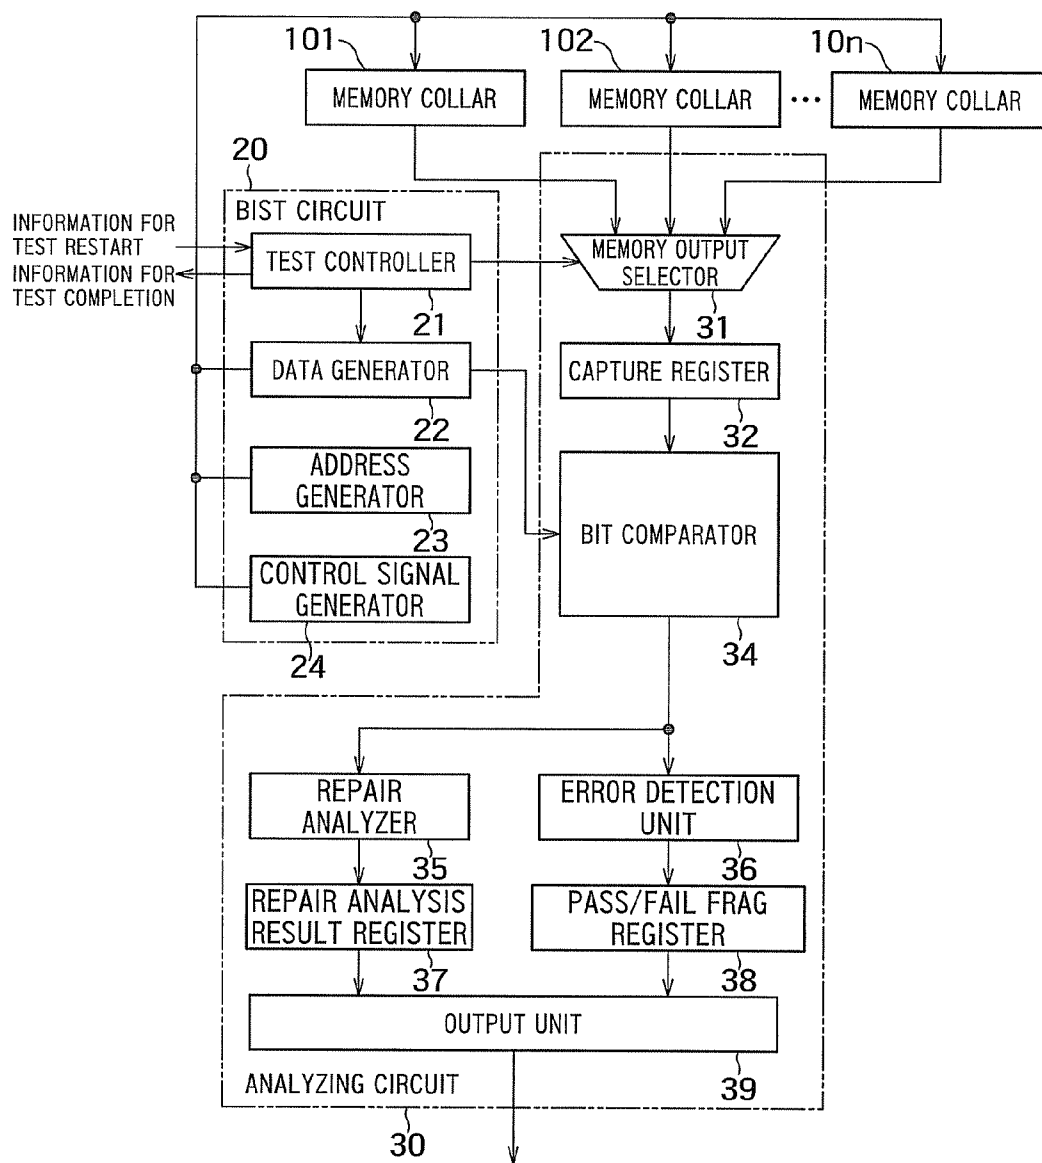 101
102
10n
MEMORY COLLAR
MEMORY COLLAR
...
MEMORY COLLAR
20
BIST CIRCUIT
INFORMATION FOR
TEST RESTART
INFORMATION FOR
TEST COMPLETION
TEST CONTROLLER
21
MEMORY OUTPUT
SELECTOR
31
DATA GENERATOR
22
CAPTURE REGISTER
32
ADDRESS
GENERATOR
23
BIT COMPARATOR
34
CONTROL SIGNAL
GENERATOR
24
REPAIR
ANALYZER
35
ERROR DETECTION
UNIT
36
REPAIR ANALYSIS
RESULT REGISTER
37
PASS/FAIL FRAG
REGISTER
38
OUTPUT UNIT
39
ANALYZING CIRCUIT
30